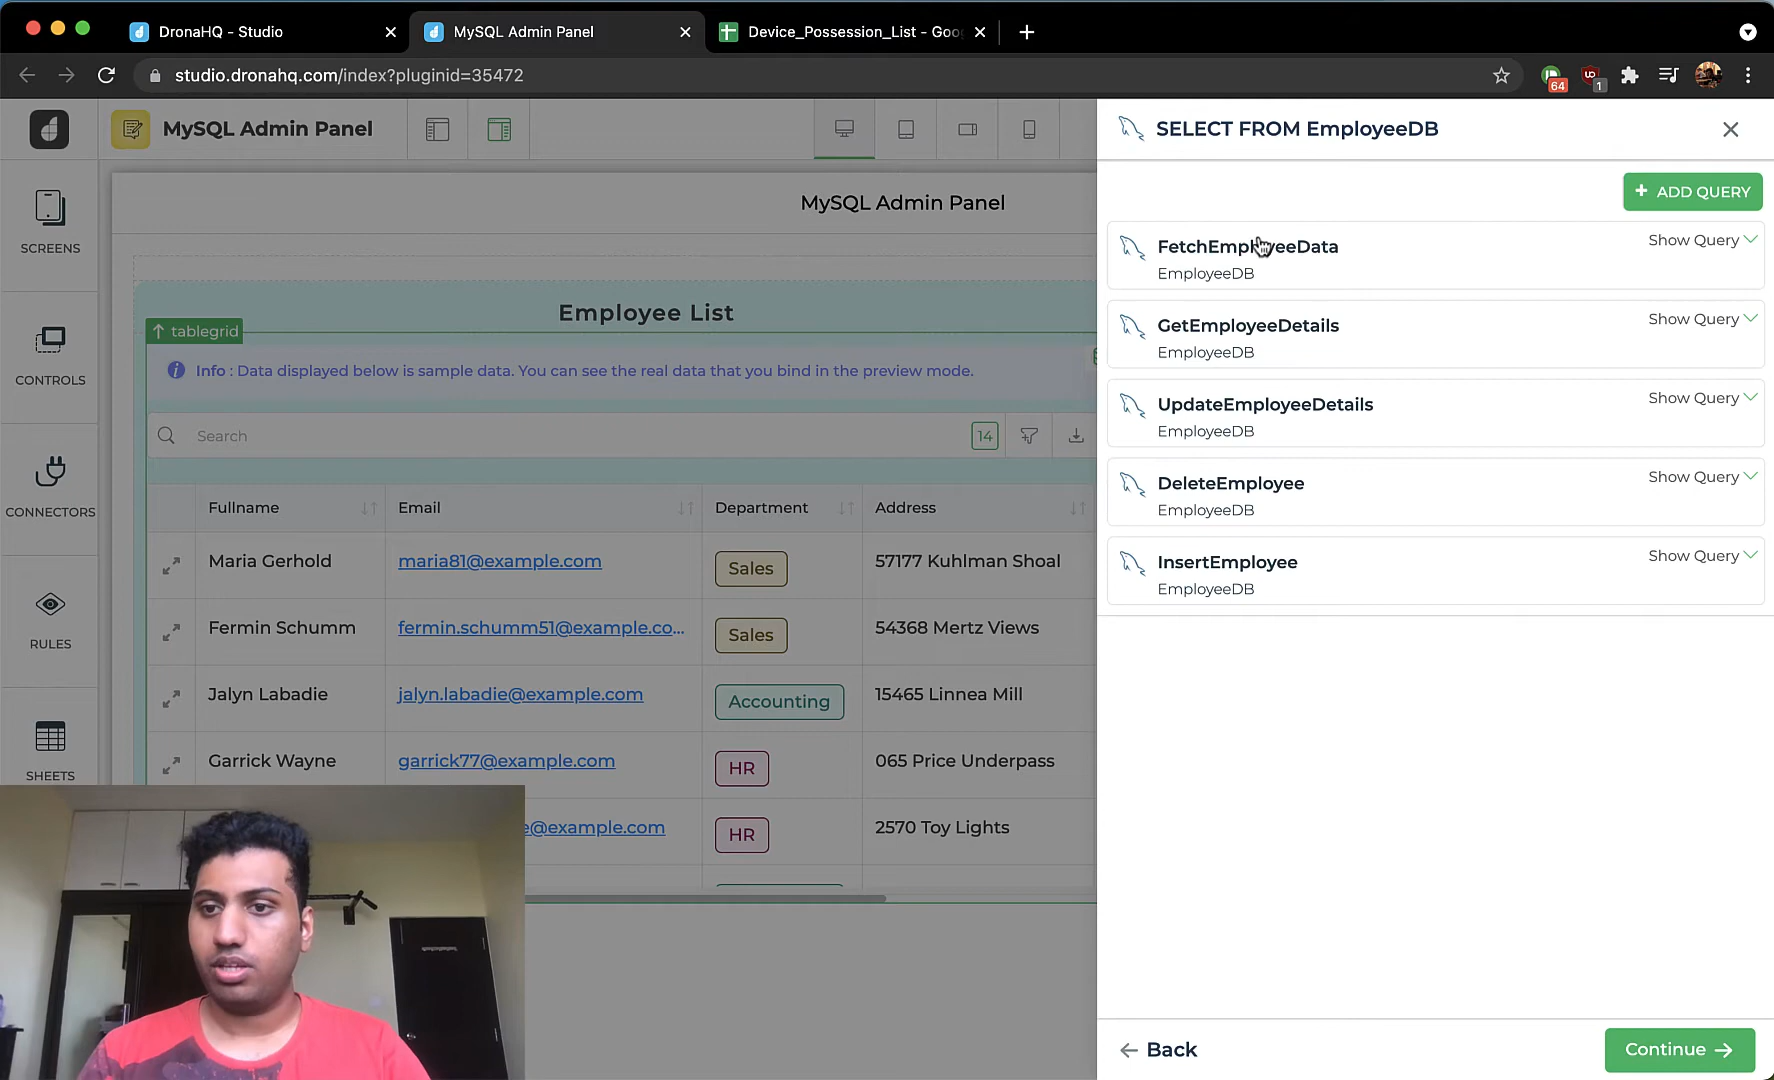 DronaHQ - Studio
MySQL Admin Panel
Device_Possession_List - Goo
studio.dronahq.com/index?pluginid=35472
64
1
MySQL Admin Panel
SELECT FROM EmployeeDB
SCREENS
CONTROLS
CONNECTORS
RULES
SHEETS
MySQL Admin Panel
Employee List
tablegrid
Info : Data displayed below is sample data. You can see the real data that you bind in the preview mode.
Search
14
Fullname Email Department Address
Maria Gerhold maria81@example.com Sales 57177 Kuhlman Shoal
Fermin Schumm fermin.schumm51@example.co... Sales 54368 Mertz Views
Jalyn Labadie jalyn.labadie@example.com Accounting 15465 Linnea Mill
Garrick Wayne garrick77@example.com HR 065 Price Underpass
e@example.com HR 2570 Toy Lights
+ ADD QUERY
FetchEmployeeData Show Query
EmployeeDB
GetEmployeeDetails Show Query
EmployeeDB
UpdateEmployeeDetails Show Query
EmployeeDB
DeleteEmployee Show Query
EmployeeDB
InsertEmployee Show Query
EmployeeDB
Back
Continue